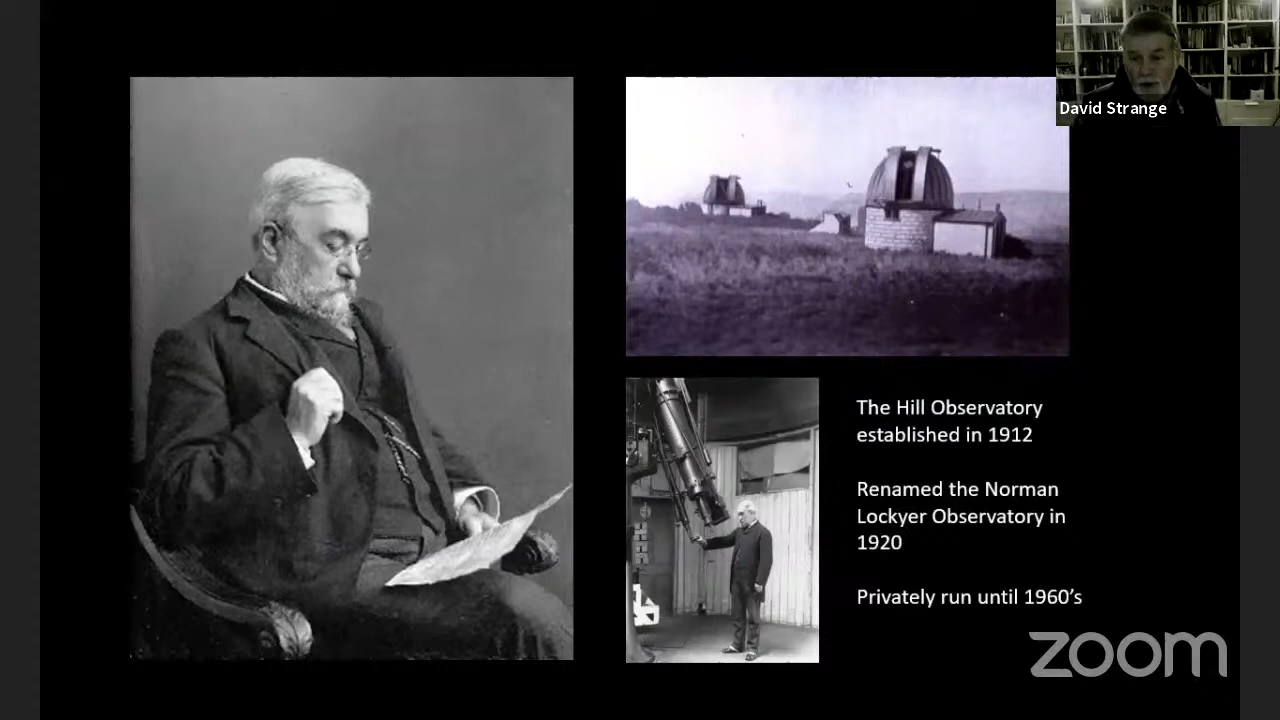 David Strange
The Hill Observatory
established in 1912
Renamed the Norman
Lockyer Observatory in
1920
Privately run until 1960's
zoom